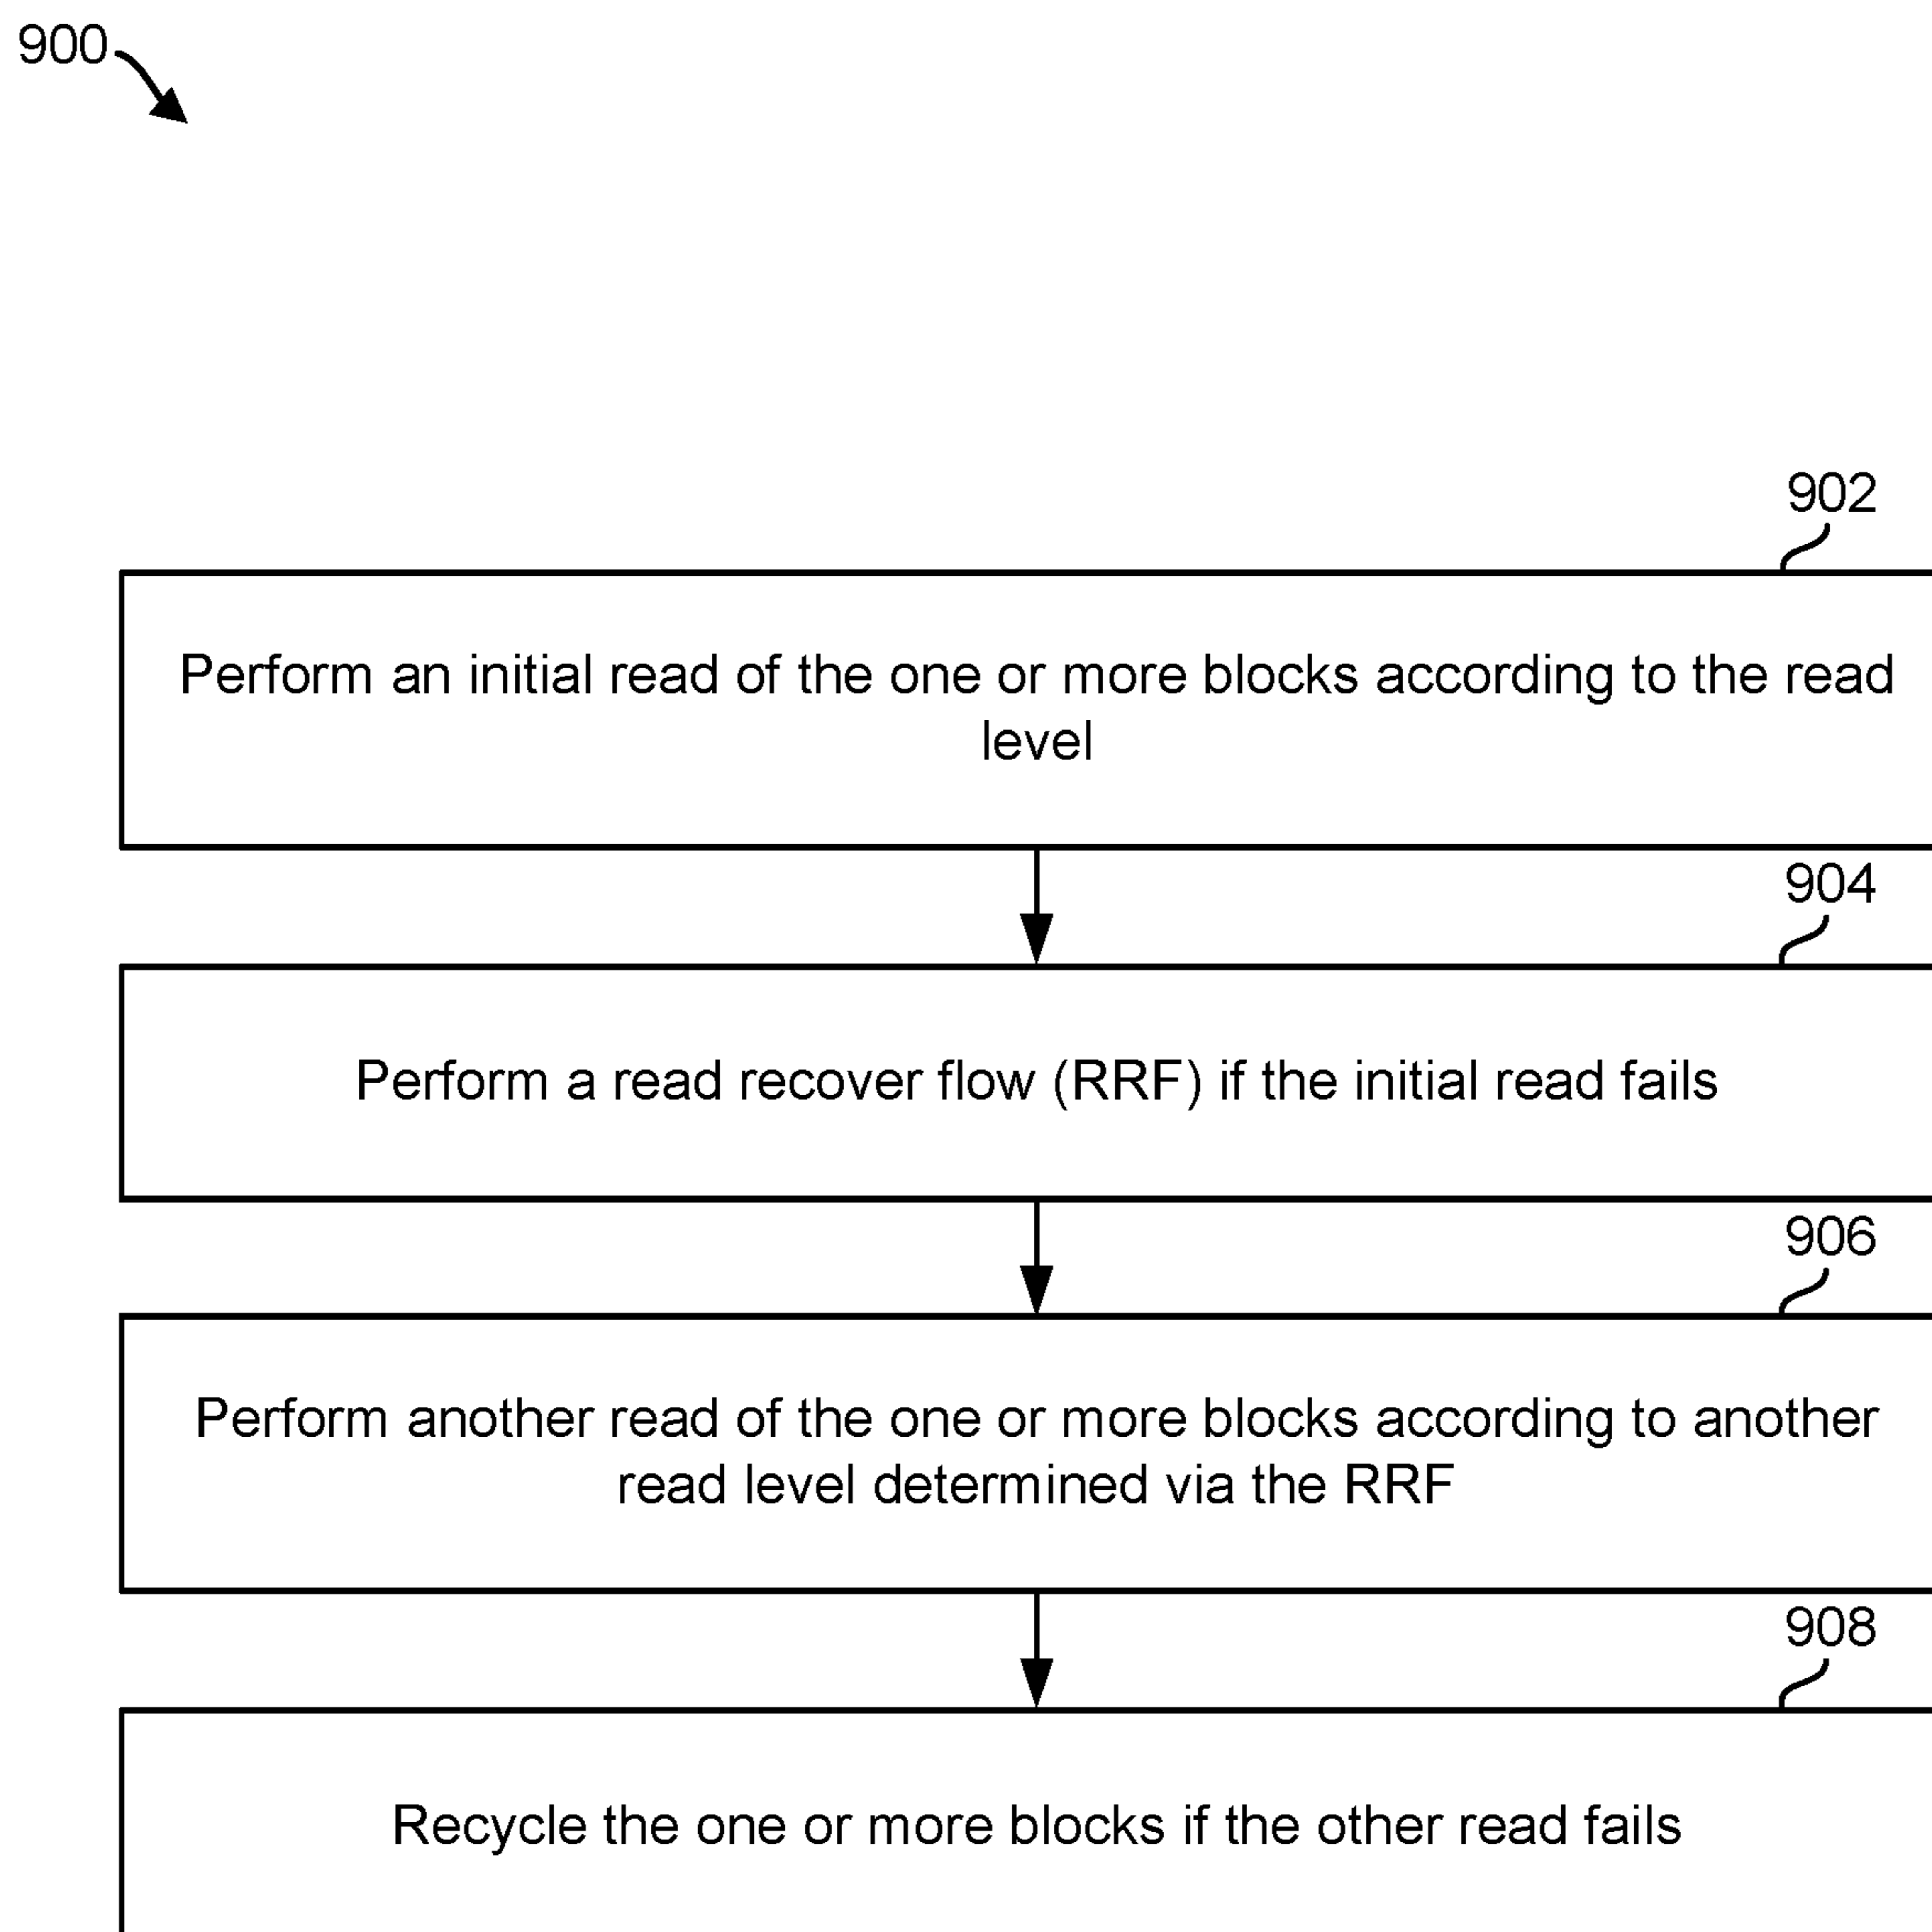 900
902
Perform an initial read of the one or more blocks according to the read
level
904
Perform a read recover flow (RRF) if the initial read fails
906
Perform another read of the one or more blocks according to another
read level determined via the RRF
908
Recycle the one or more blocks if the other read fails